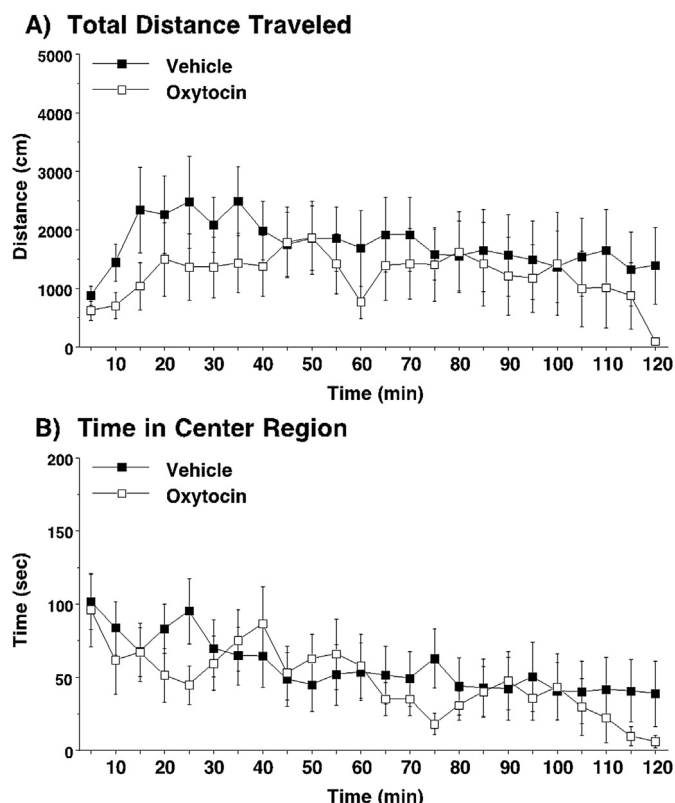 A) Total Distance Traveled
5000
Vehicle
Oxytocin
4000
3000
2000
1000
0
Distance (cm)
10 20 30 40 50 60 70 80 90 100 110 120
Time (min)
B) Time in Center Region
200
Vehicle
Oxytocin
150
100
50
0
Time (sec)
10 20 30 40 50 60 70 80 90 100 110 120
Time (min)